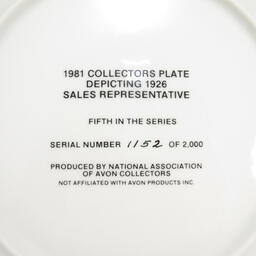 1981 COLLECTORS PLATE
DEPICTING 1926
SALES REPRESENTATIVE
FIFTH IN THE SERIES
SERIAL NUMBER 1152 OF 2,000
PRODUCED BY NATIONAL ASSOCIATION
OF AVON COLLECTORS
NOT AFFILIATED WITH AVON PRODUCTS INC.